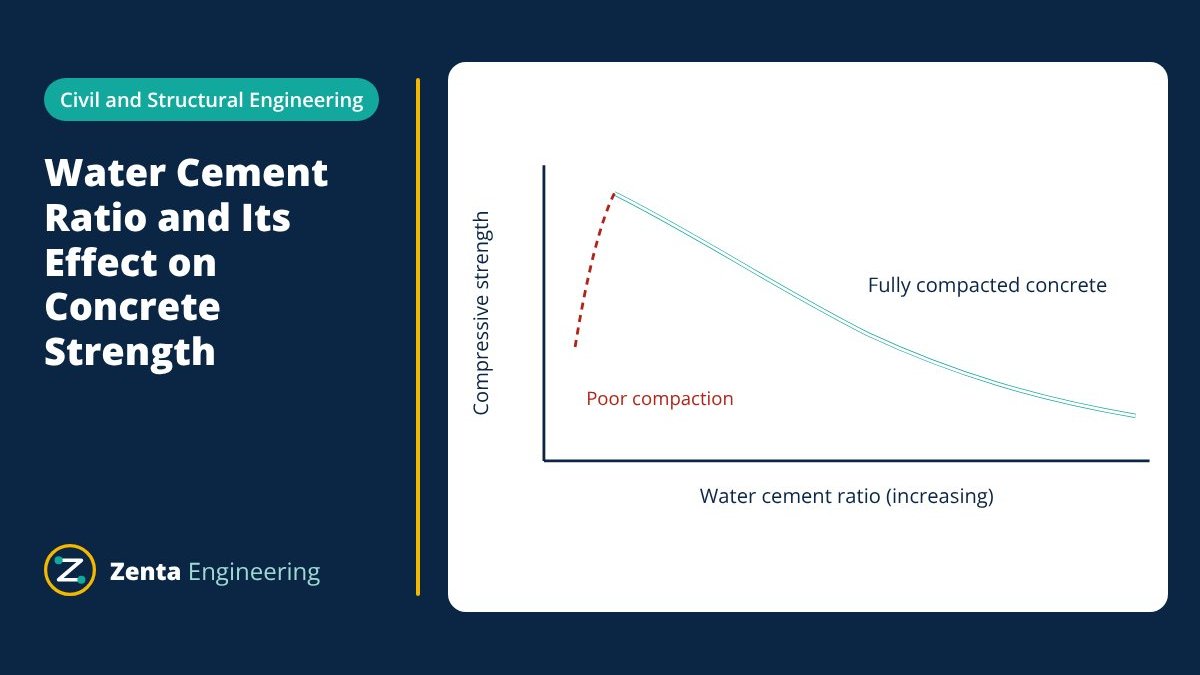 Civil and Structural Engineering
Water Cement
Ratio and Its
Effect on
Concrete
Strength
Zenta Engineering
Compressive strength
Fully compacted concrete
Poor compaction
Water cement ratio (increasing)